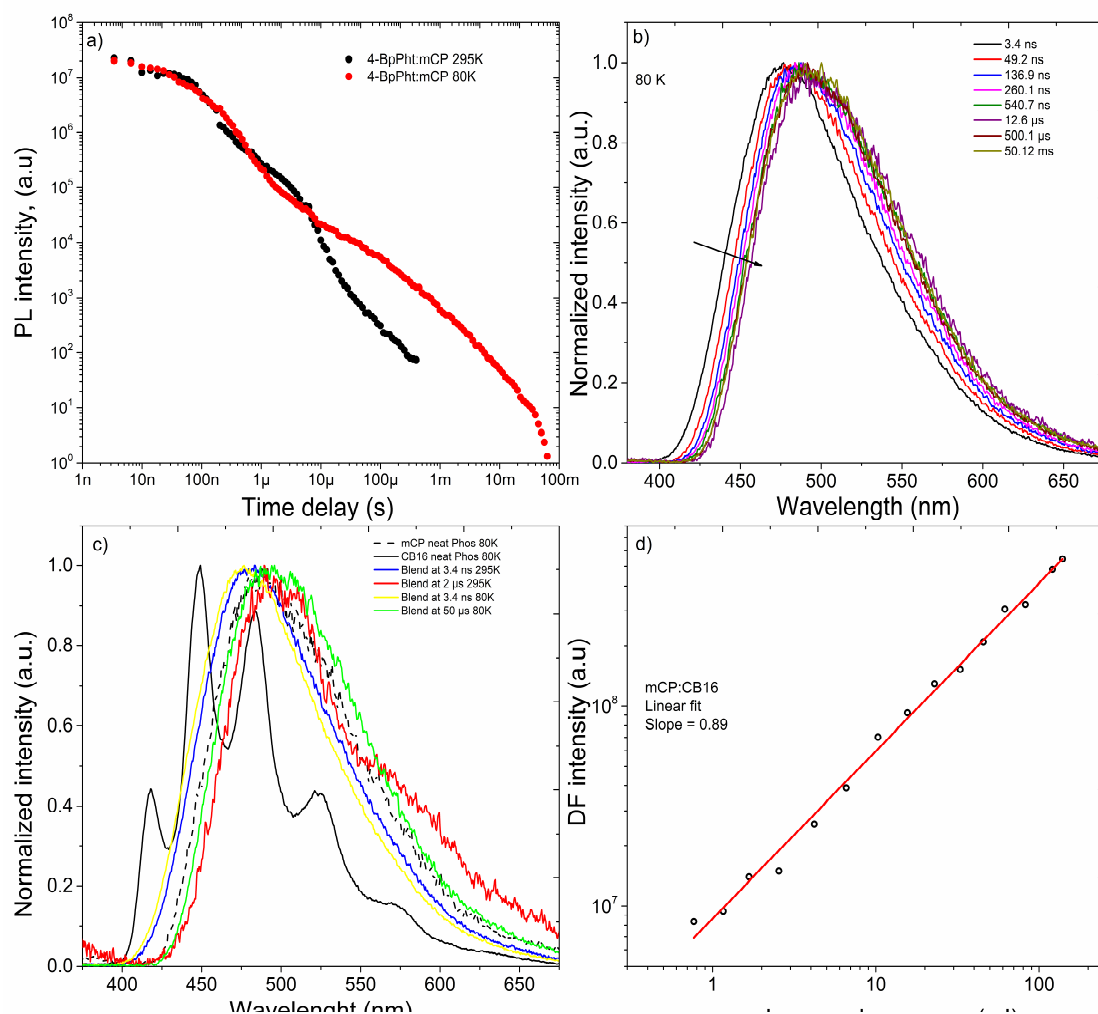 a)
4-BpPht:mCP 295K
4-BpPht:mCP 80K
PL intensity, (a.u)
10⁸
10⁷
10⁶
10⁵
10⁴
10³
10²
10¹
10⁰
1n 10n 100n 1µ 10µ 100µ 1m 10m 100m
Time delay (s)
b)
80 K
3.4 ns
49.2 ns
136.9 ns
260.1 ns
540.7 ns
12.6 µs
500.1 µs
50.12 ms
Normalized intensity (a.u.)
1.0
0.8
0.6
0.4
0.2
0.0
400 450 500 550 600 650
Wavelength (nm)
c)
mCP neat Phos 80K
CB16 neat Phos 80K
Blend at 3.4 ns 295K
Blend at 2 µs 295K
Blend at 3.4 ns 80K
Blend at 50 µs 80K
Normalized intensity (a.u.)
1.0
0.8
0.6
0.4
0.2
0.0
400 450 500 550 600 650
Wavelenght (nm)
d)
mCP:CB16
Linear fit
Slope = 0.89
DF intensity (a.u)
10⁸
10⁷
1 10 100